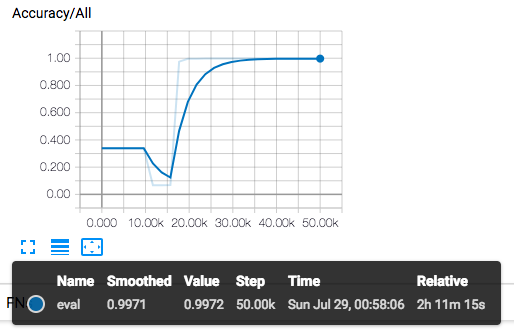 Accuracy/All
1.00
0.800
0.600
0.400
0.200
0.00
0.000 10.00k 20.00k 30.00k 40.00k 50.00k
Name Smoothed Value Step Time Relative
FN eval 0.9971 0.9972 50.00k Sun Jul 29, 00:58:06 2h 11m 15s